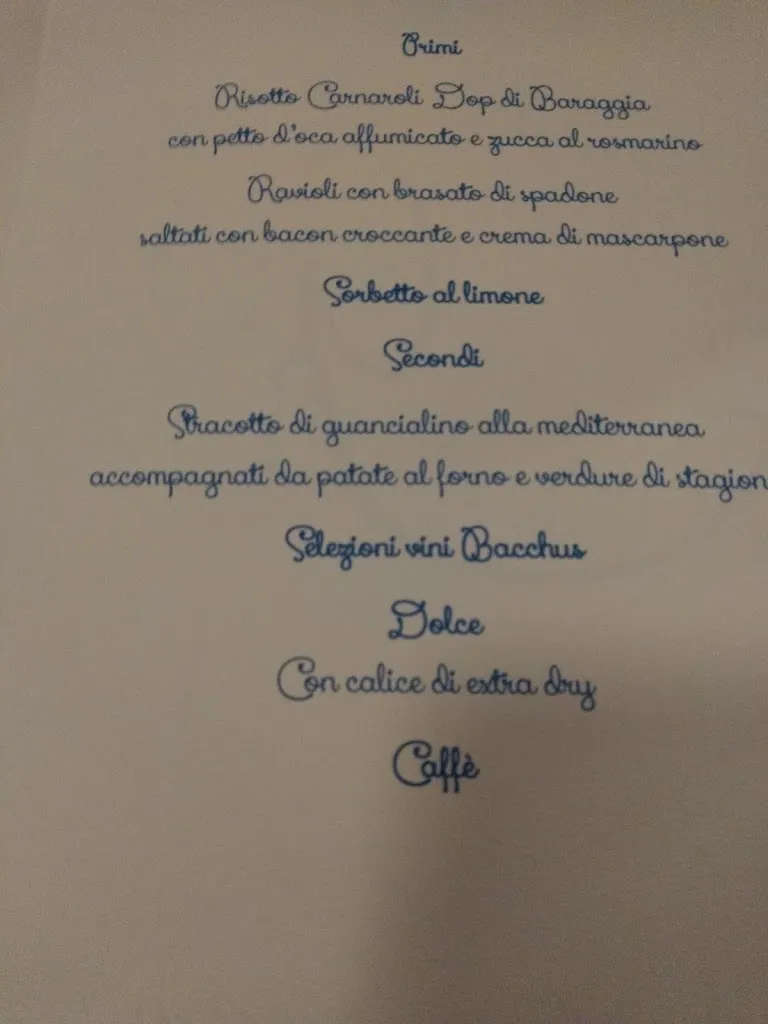 Primi
Risotto Carnaroli Dop di Baraggia
con petto d'oca affumicato e zucca al rosmarino
Ravioli con brasato di spadone
saltati con bacon croccante e crema di mascarpone
Sorbetto al limone
Secondi
Stracotto di guancialino alla mediterranea
accompagnati da patate al forno e verdure di stagion
Selezioni vini Bacchus
Dolce
Con calice di extra dry
Caffè